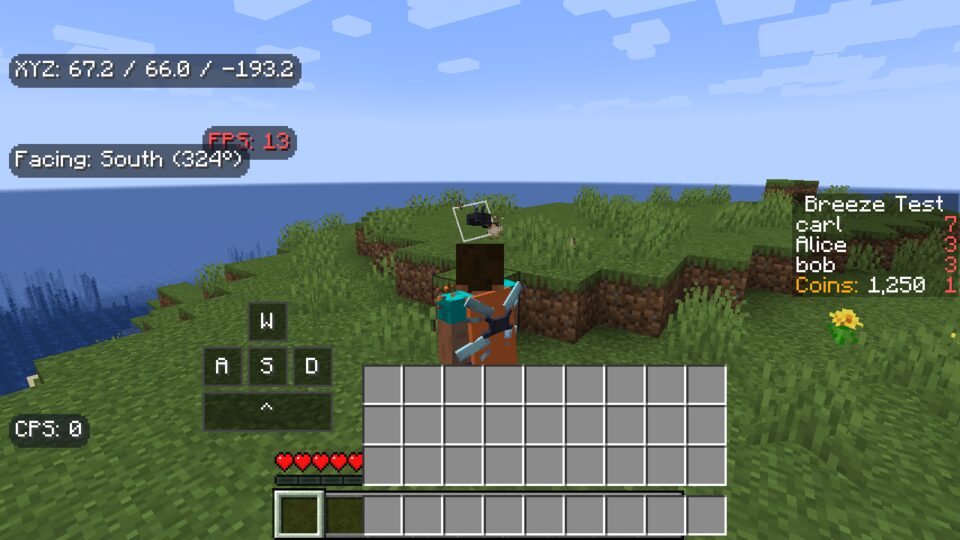 XYZ: 67.2 / 66.0 / -193.2
FPS: 13
Facing: South (324º)
Breeze Test
carl 7
Alice 3
bob 3
Coins: 1,250 1
W
A S D
^
CPS: 0